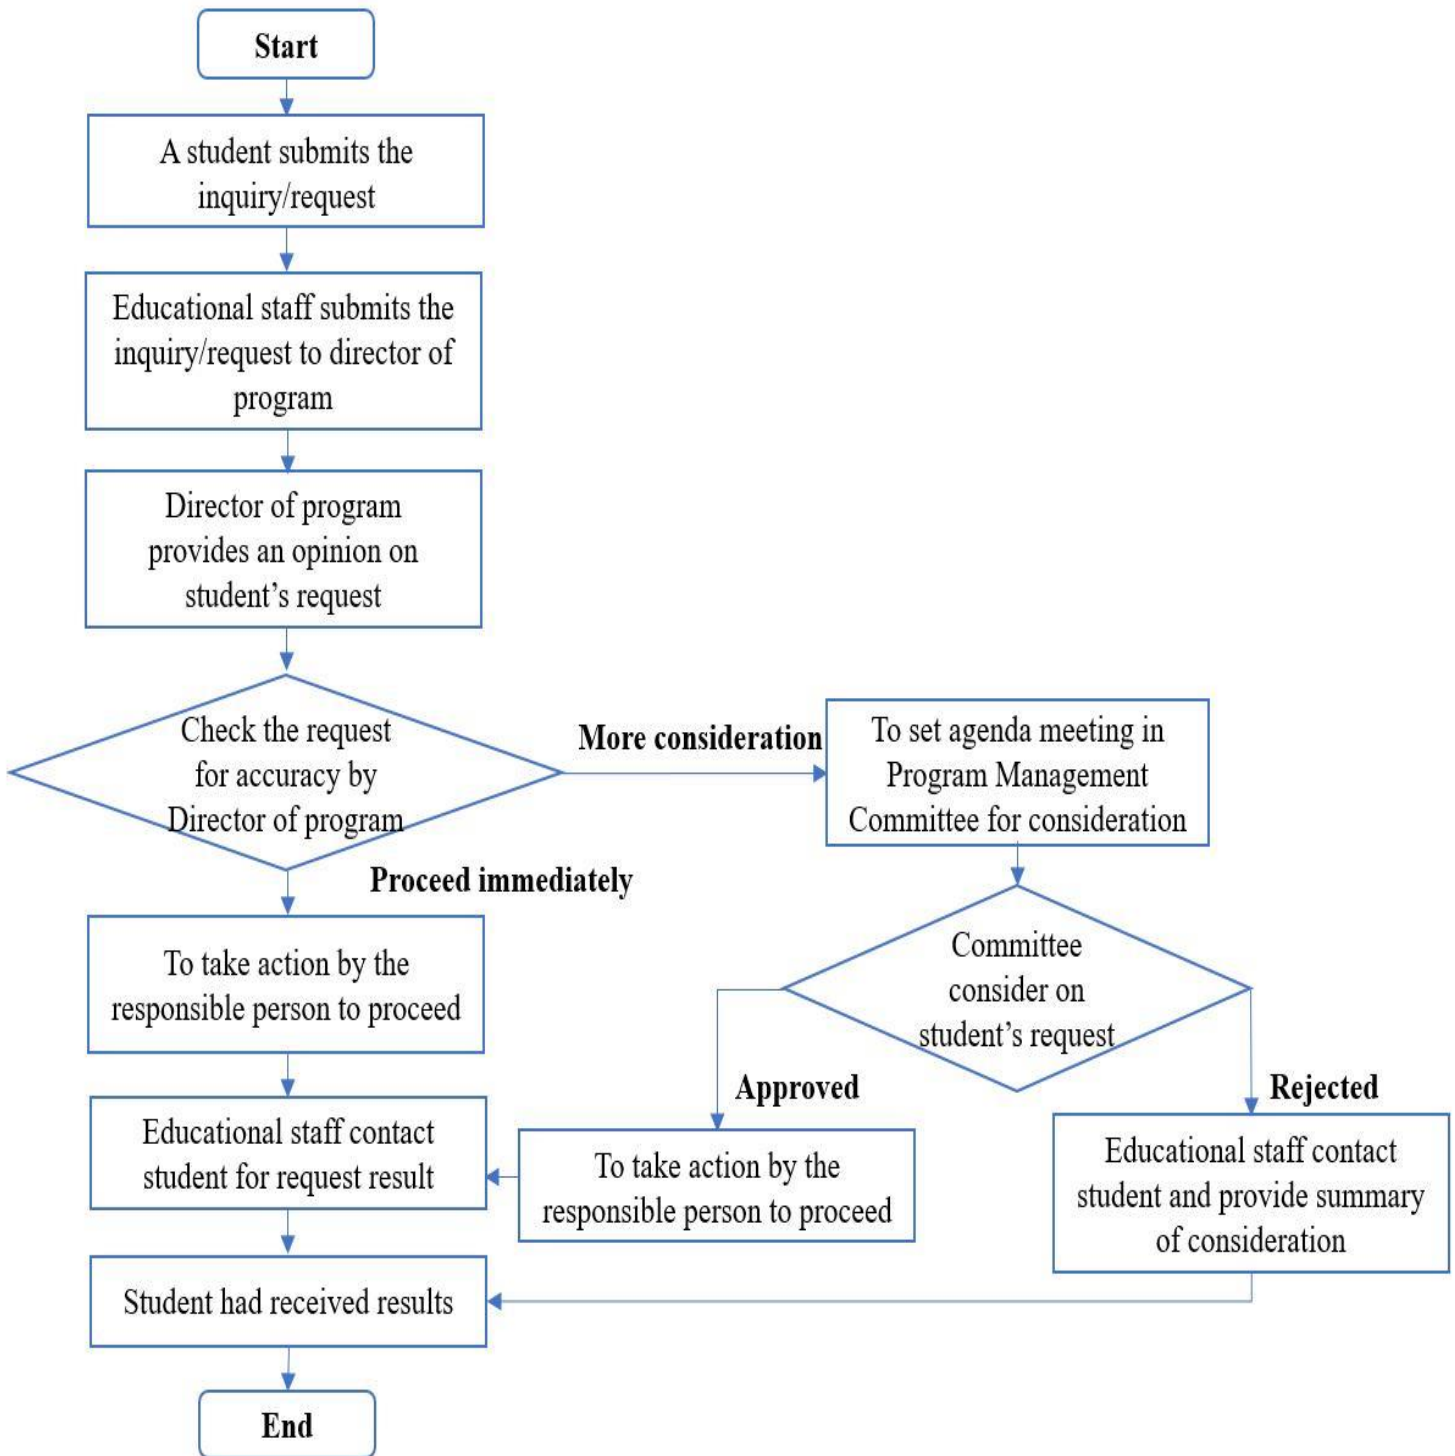 Start
A student submits the
inquiry/request
Educational staff submits the
inquiry/request to director of
program
Director of program
provides an opinion on
student’s request
Check the request
for accuracy by
Director of program
More consideration
To set agenda meeting in
Program Management
Committee for consideration
Proceed immediately
To take action by the
responsible person to proceed
Committee
consider on
student’s request
Approved
Rejected
Educational staff contact
student for request result
To take action by the
responsible person to proceed
Educational staff contact
student and provide summary
of consideration
Student had received results
End